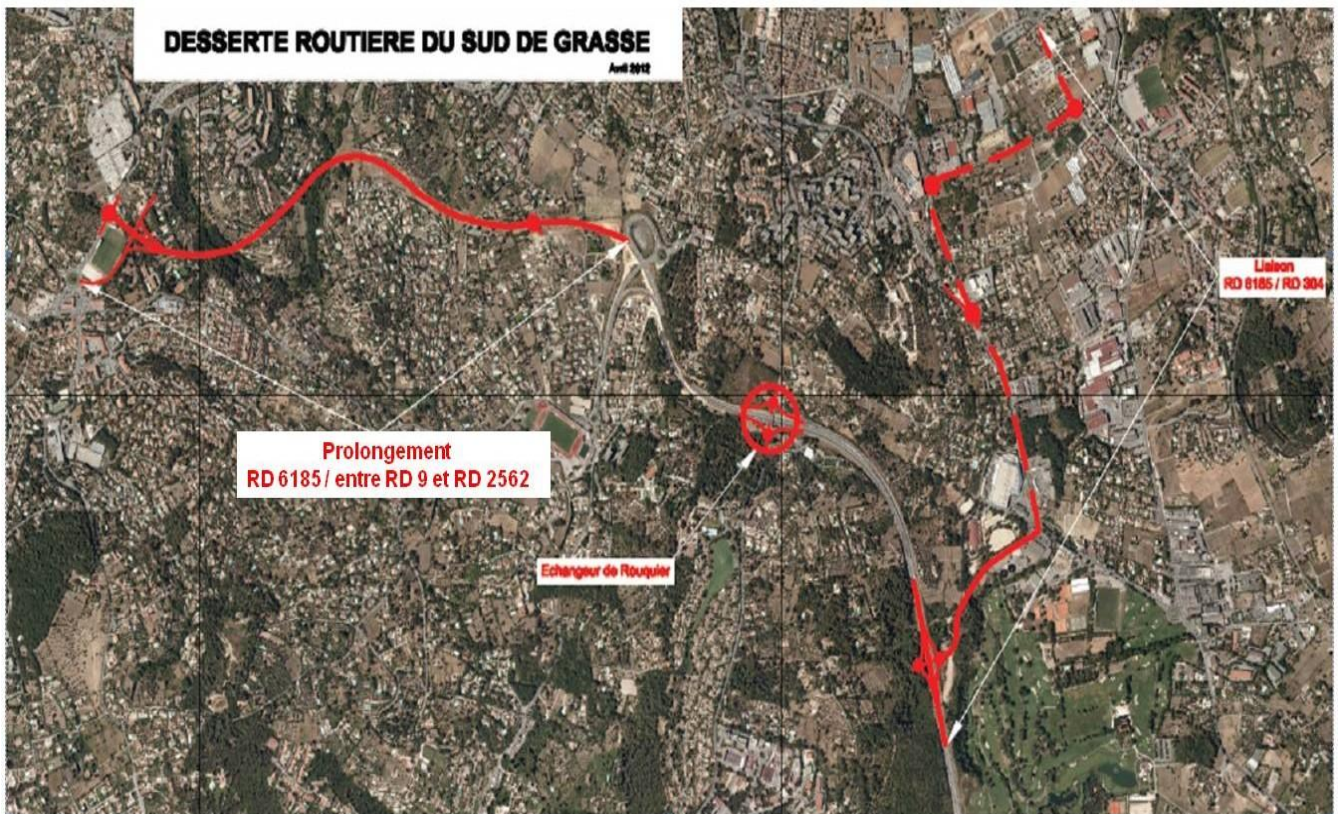 DESSERTE ROUTIERE DU SUD DE GRASSE
Avril 2012
Liaison
RD 6185 / RD 304
Prolongement
RD 6185 / entre RD 9 et RD 2562
Echangeur de Rouquier